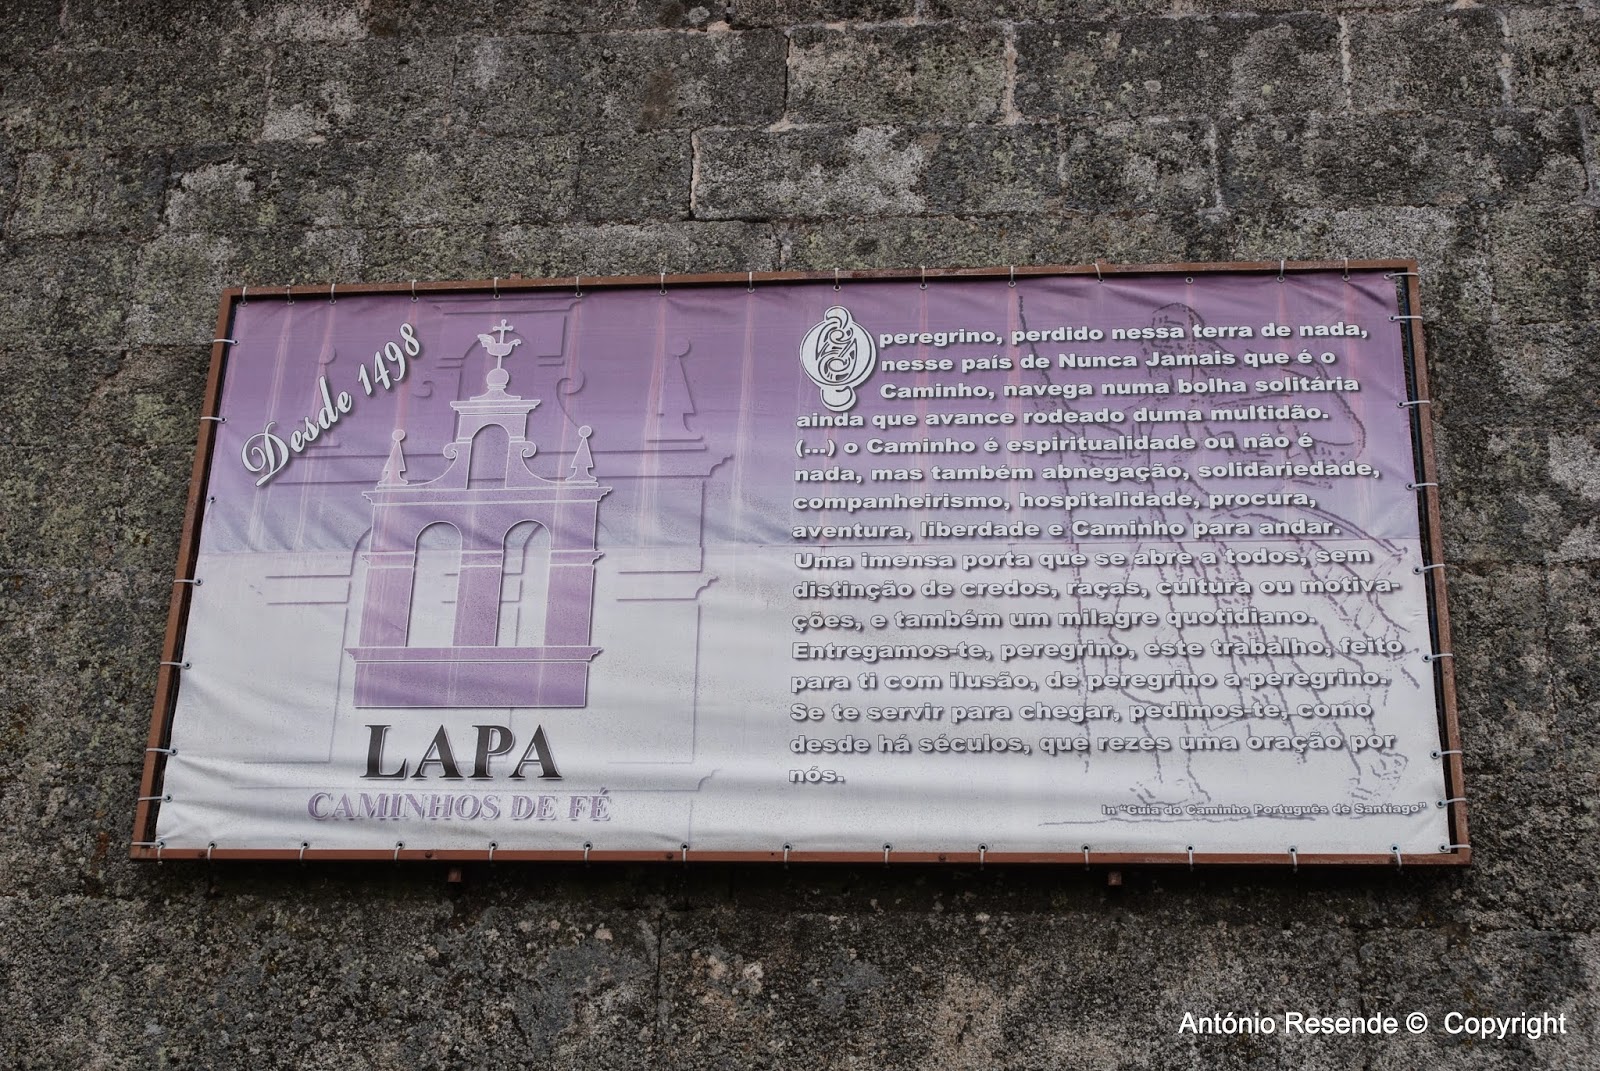 Desde 1498
LAPA
CAMINHOS DE FÉ
O peregrino, perdido nessa terra de nada,
nesse país de Nunca Jamais que é o
Caminho, navega numa bolha solitária
ainda que avance rodeado duma multidão.
(...) o Caminho é espiritualidade ou não é
nada, mas também abnegação, solidariedade,
companheirismo, hospitalidade, procura,
aventura, liberdade e Caminho para andar.
Uma imensa porta que se abre a todos, sem
distinção de credos, raças, cultura ou motiva-
ções, e também um milagre quotidiano.
Entregamos-te, peregrino, este trabalho, feito
para ti com ilusão, de peregrino a peregrino.
Se te servir para chegar, pedimos-te, como
desde há séculos, que rezes uma oração por
nós.
In "Guia do Caminho Português de Santiago"
António Resende © Copyright